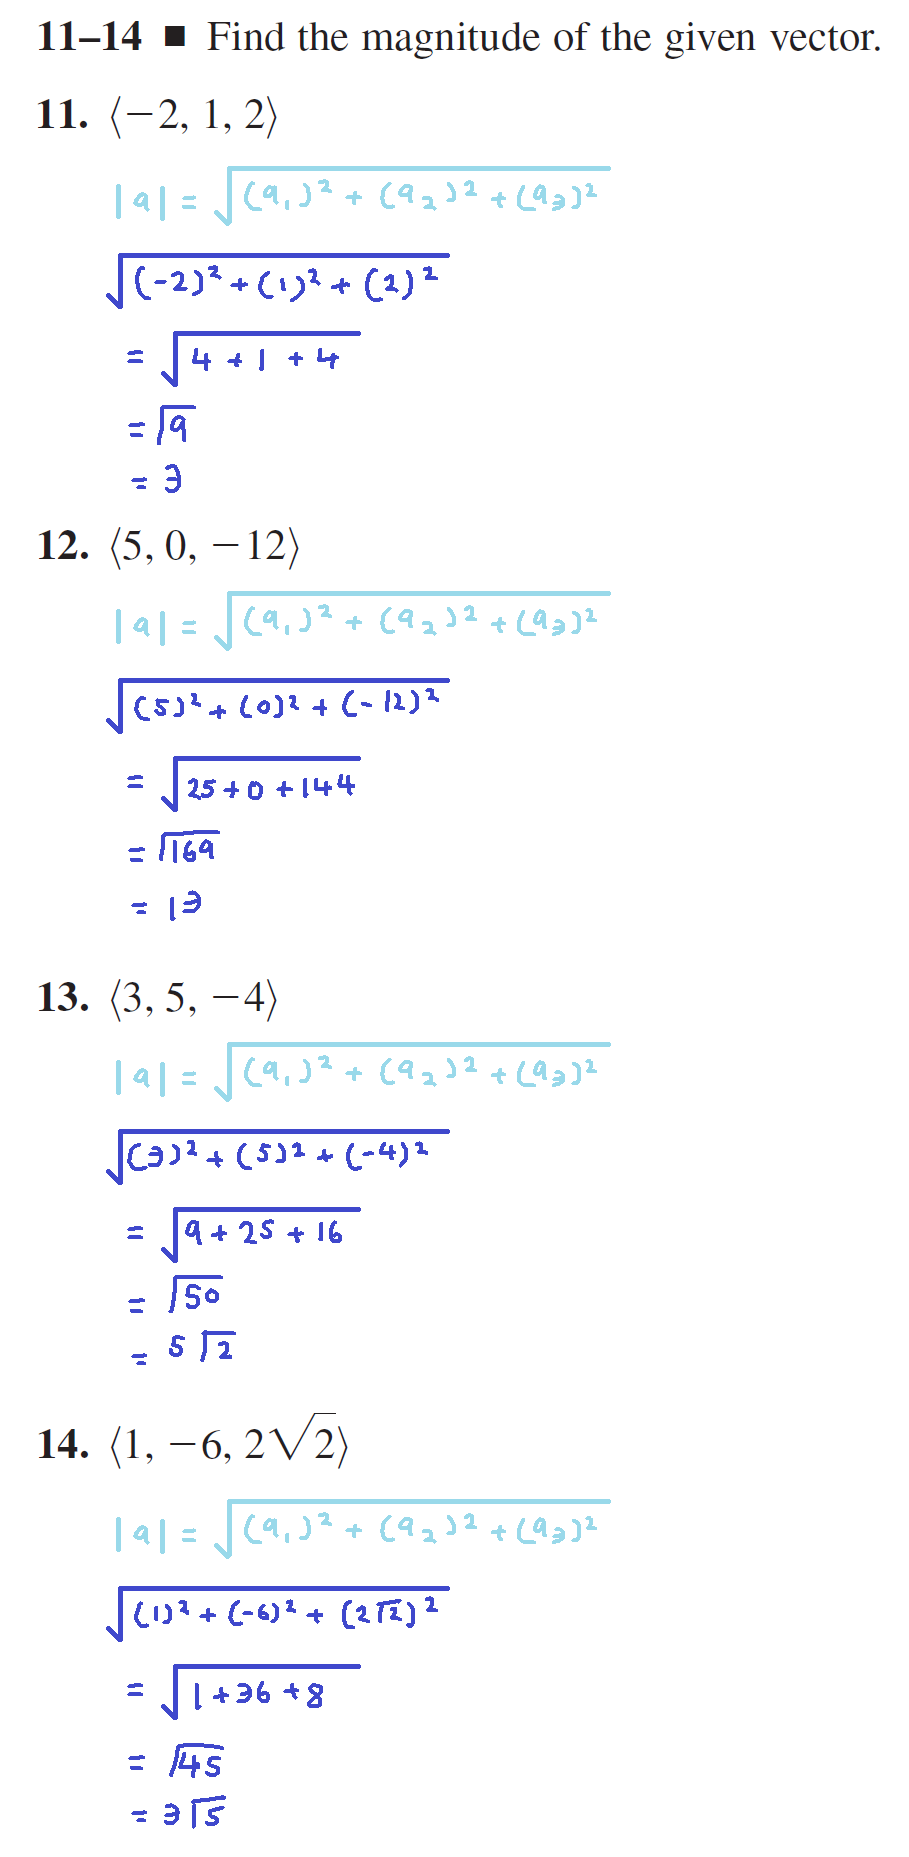 11–14 ■ Find the magnitude of the given vector.
11. ⟨−2, 1, 2⟩
|a| = √((a₁)² + (a₂)² + (a₃)²)
√((-2)² + (1)² + (2)²)
= √(4 + 1 + 4)
= √9
= 3
12. ⟨5, 0, −12⟩
|a| = √((a₁)² + (a₂)² + (a₃)²)
√((5)² + (0)² + (-12)²)
= √(25 + 0 + 144)
= √169
= 13
13. ⟨3, 5, −4⟩
|a| = √((a₁)² + (a₂)² + (a₃)²)
√((3)² + (5)² + (-4)²)
= √(9 + 25 + 16)
= √50
= 5√2
14. ⟨1, −6, 2√2⟩
|a| = √((a₁)² + (a₂)² + (a₃)²)
√((1)² + (-6)² + (2√2)²)
= √(1 + 36 + 8)
= √45
= 3√5